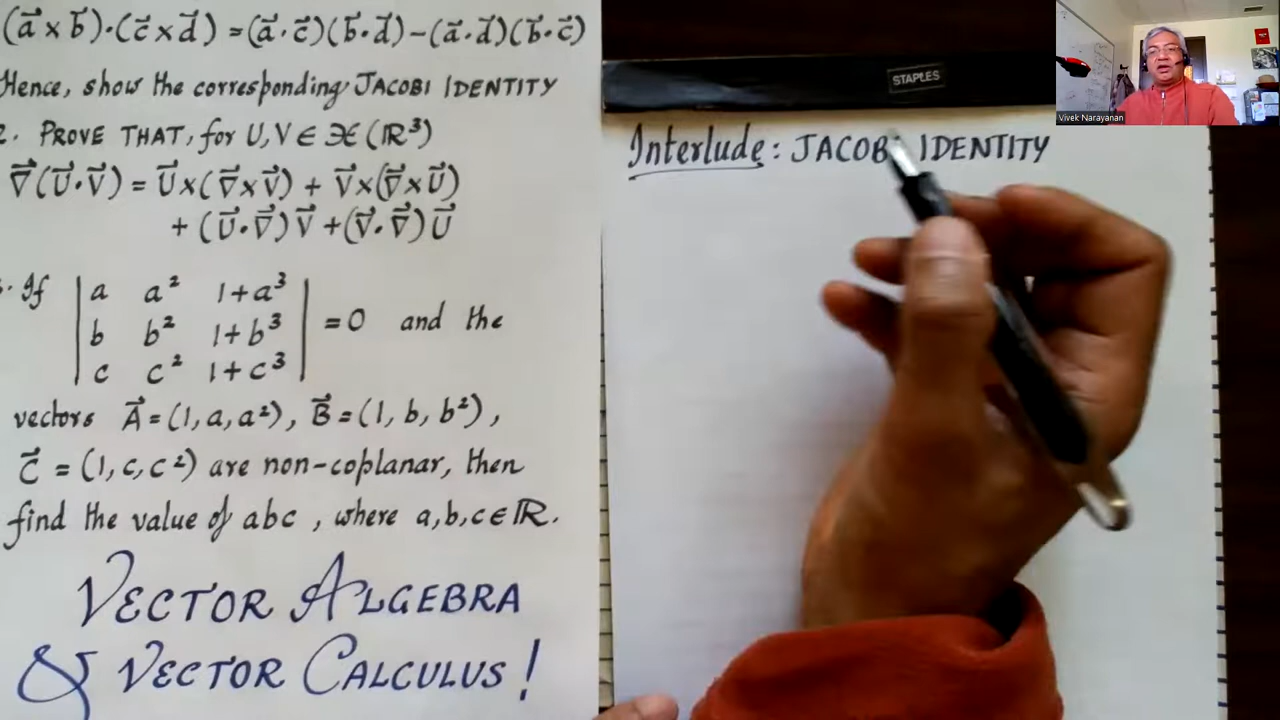 (a⃗ × b⃗)·(c⃗ × d⃗) = (a⃗·c⃗)(b⃗·d⃗) − (a⃗·d⃗)(b⃗·c⃗)
Hence, show the corresponding JACOBI IDENTITY
2. PROVE THAT, for U, V ∈ 𝔛(ℝ³)
∇⃗(U⃗·V⃗) = U⃗×(∇⃗×V⃗) + V⃗×(∇⃗×U⃗)
+ (U⃗·∇⃗)V⃗ + (V⃗·∇⃗)U⃗
3. If | a a² 1+a³ |
| b b² 1+b³ | = 0 and the
| c c² 1+c³ |
vectors A⃗ = (1, a, a²), B⃗ = (1, b, b²),
C⃗ = (1, c, c²) are non-coplanar, then
find the value of abc, where a, b, c ∈ ℝ.
VECTOR ALGEBRA
& VECTOR CALCULUS!
STAPLES
Interlude: JACOBI IDENTITY
Vivek Narayanan